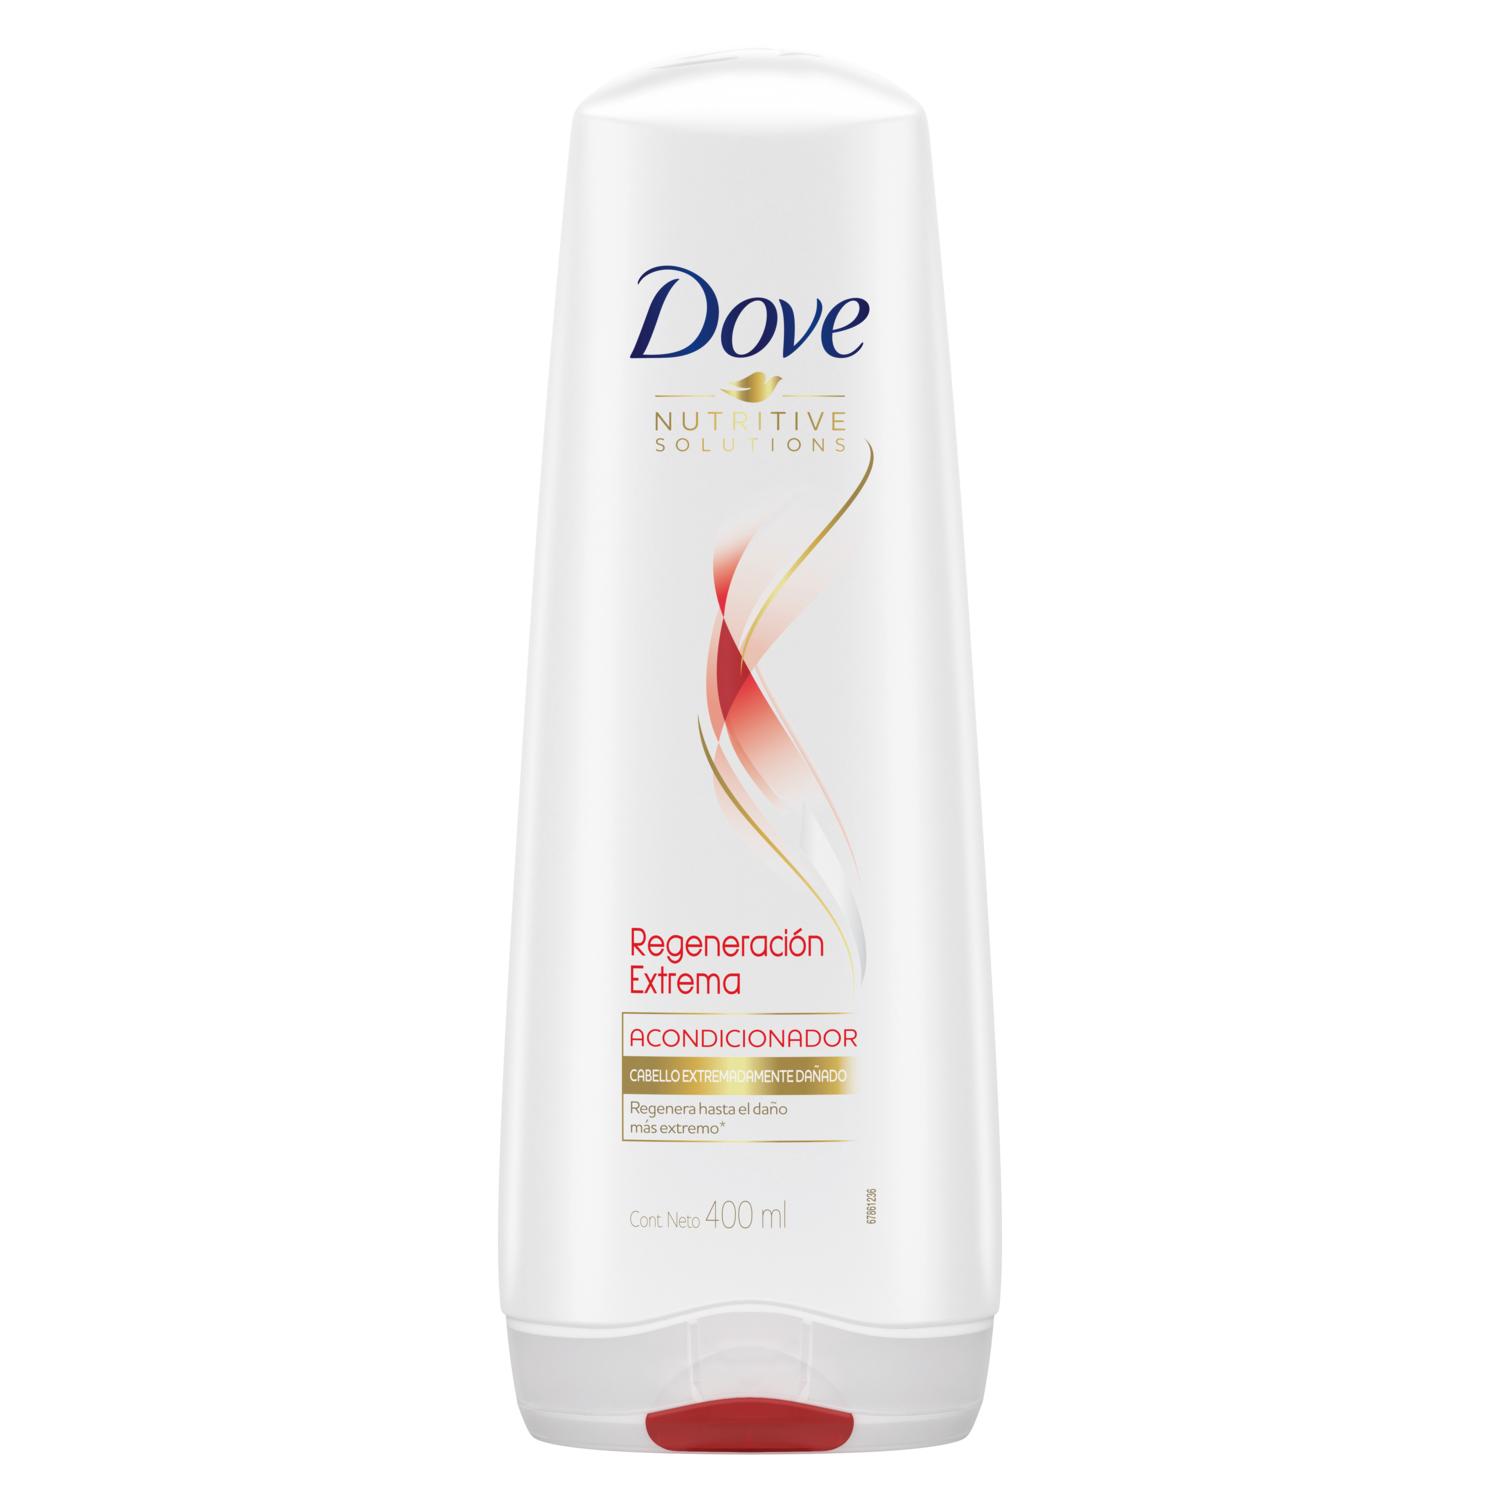 Dove
NUTRITIVE
SOLUTIONS
Regeneración
Extrema
ACONDICIONADOR
CABELLO EXTREMADAMENTE DAÑADO
Regenera hasta el daño
más extremo*
Cont. Neto 400 ml
67861236